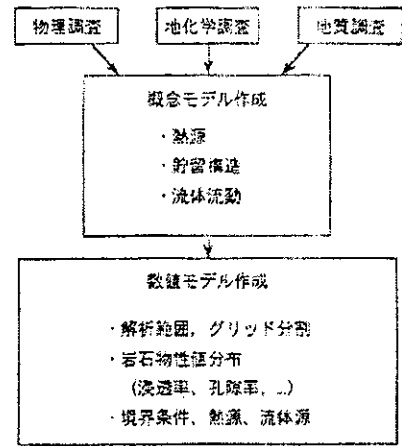 物理調査
地化学調査
地質調査
概念モデル作成
・熱源
・貯留構造
・流体流動
数値モデル作成
・解析範囲，グリッド分割
・岩石物性値分布
（浸透率、孔隙率、...）
・境界条件、熱源、流体源